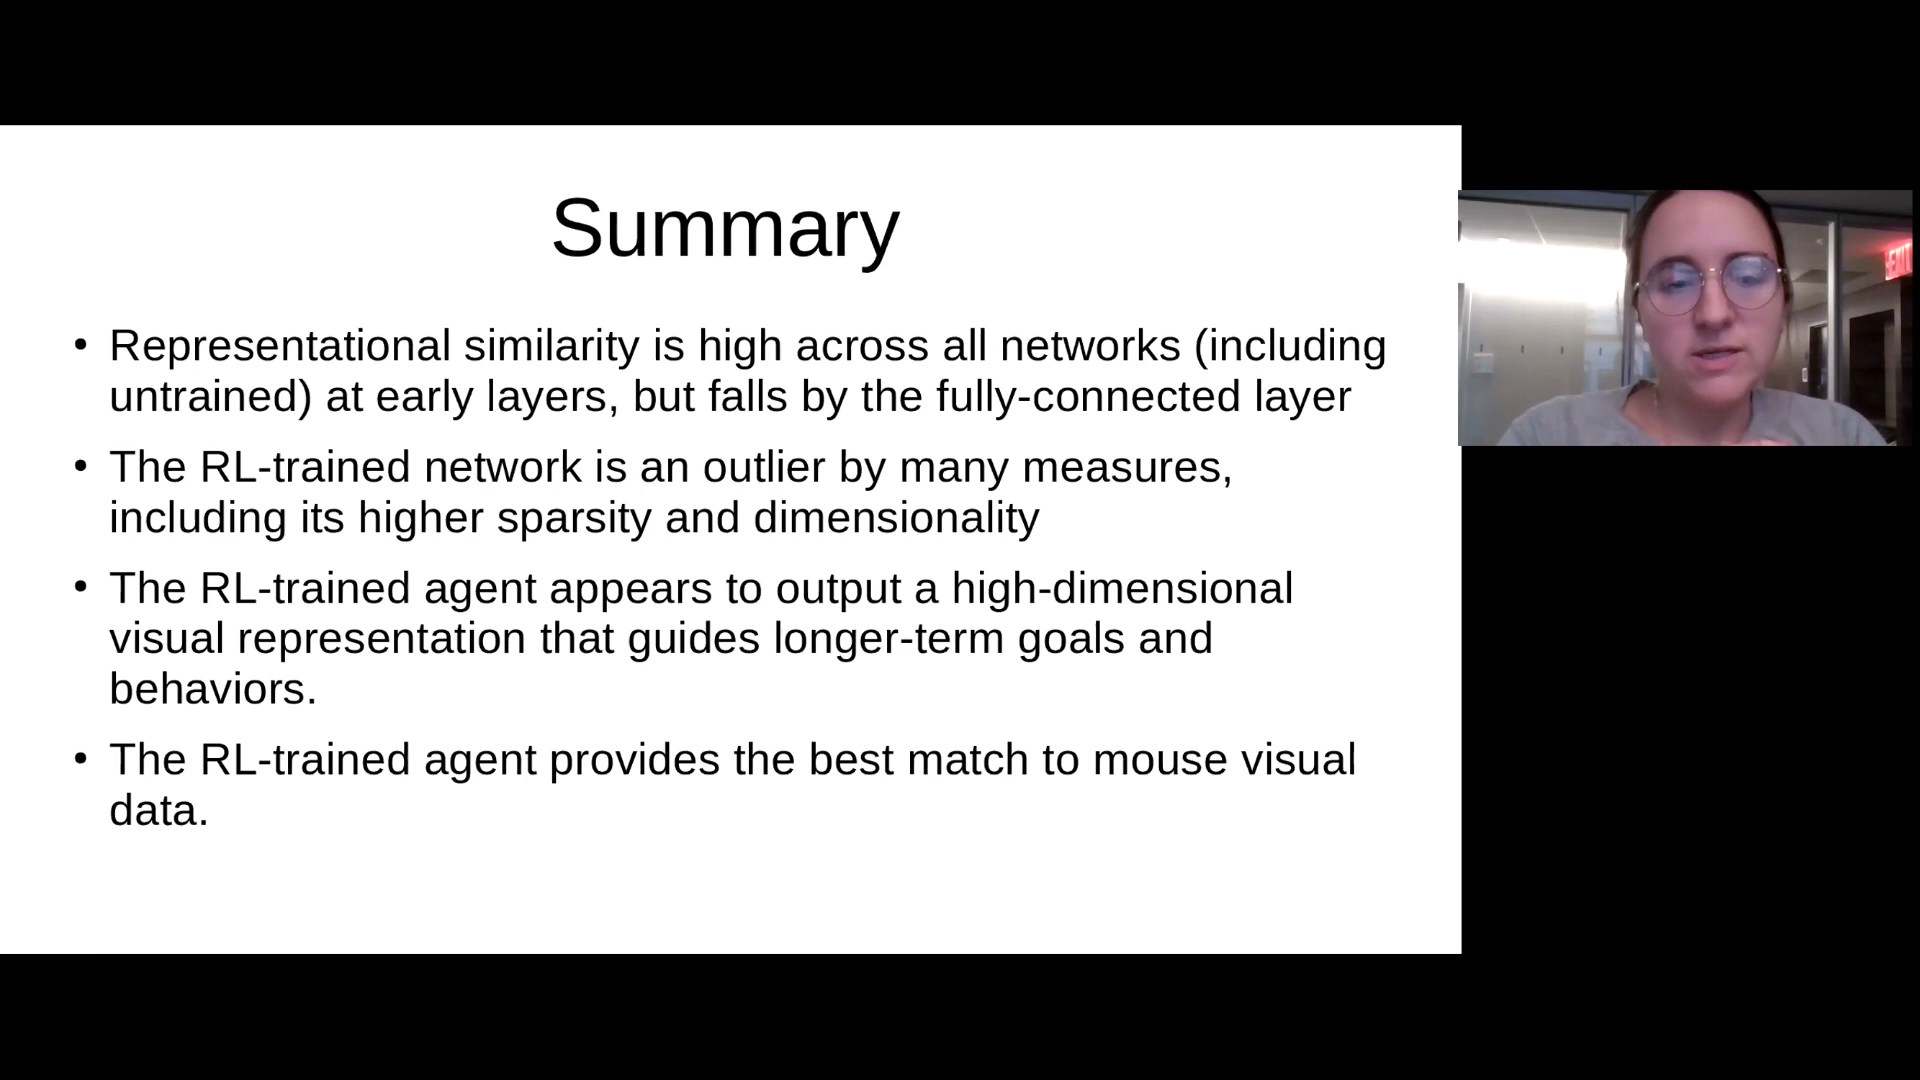 Summary
• Representational similarity is high across all networks (including
untrained) at early layers, but falls by the fully-connected layer
• The RL-trained network is an outlier by many measures,
including its higher sparsity and dimensionality
• The RL-trained agent appears to output a high-dimensional
visual representation that guides longer-term goals and
behaviors.
• The RL-trained agent provides the best match to mouse visual
data.
EXIT